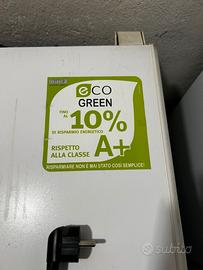 eco
GREEN
FINO
AL
10%
DI RISPARMIO ENERGETICO
RISPETTO
ALLA CLASSE
A+
RISPARMIARE NON È MAI STATO COSÌ SEMPLICE!
subito